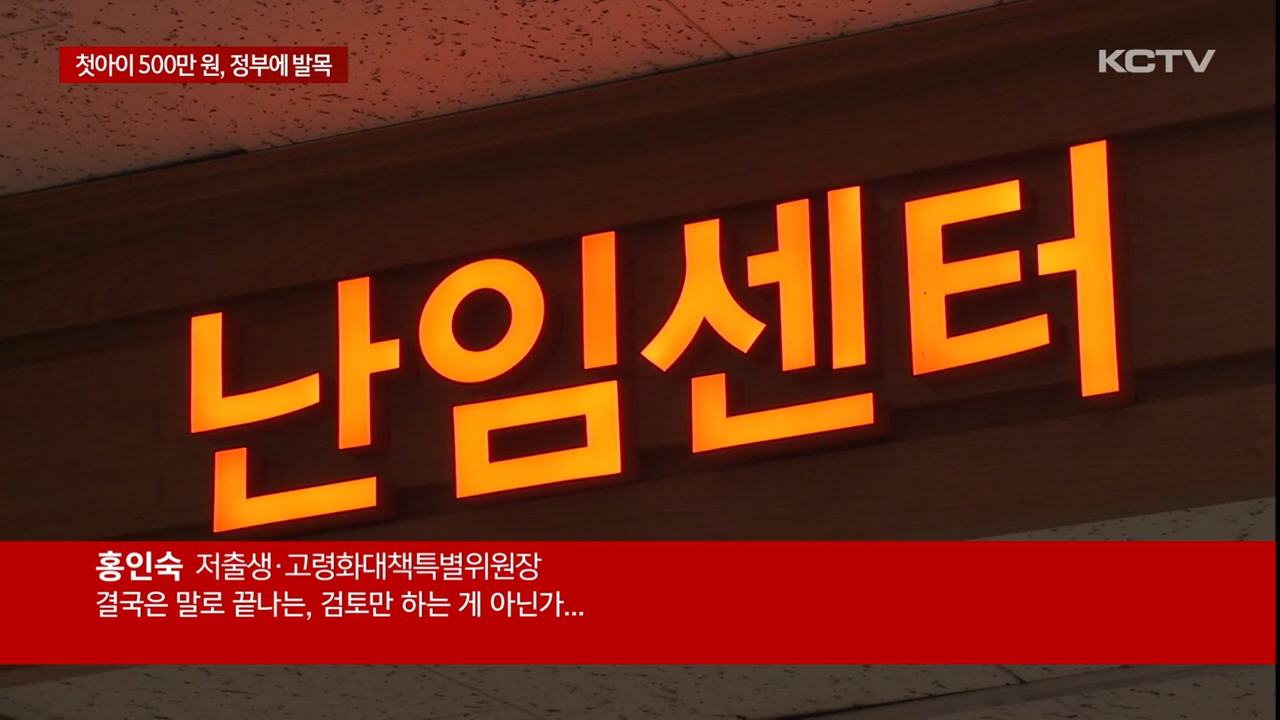 첫아이 500만 원, 정부에 발목
KCTV
난임센터
홍인숙 저출생·고령화대책특별위원장
결국은 말로 끝나는, 검토만 하는 게 아닌가...